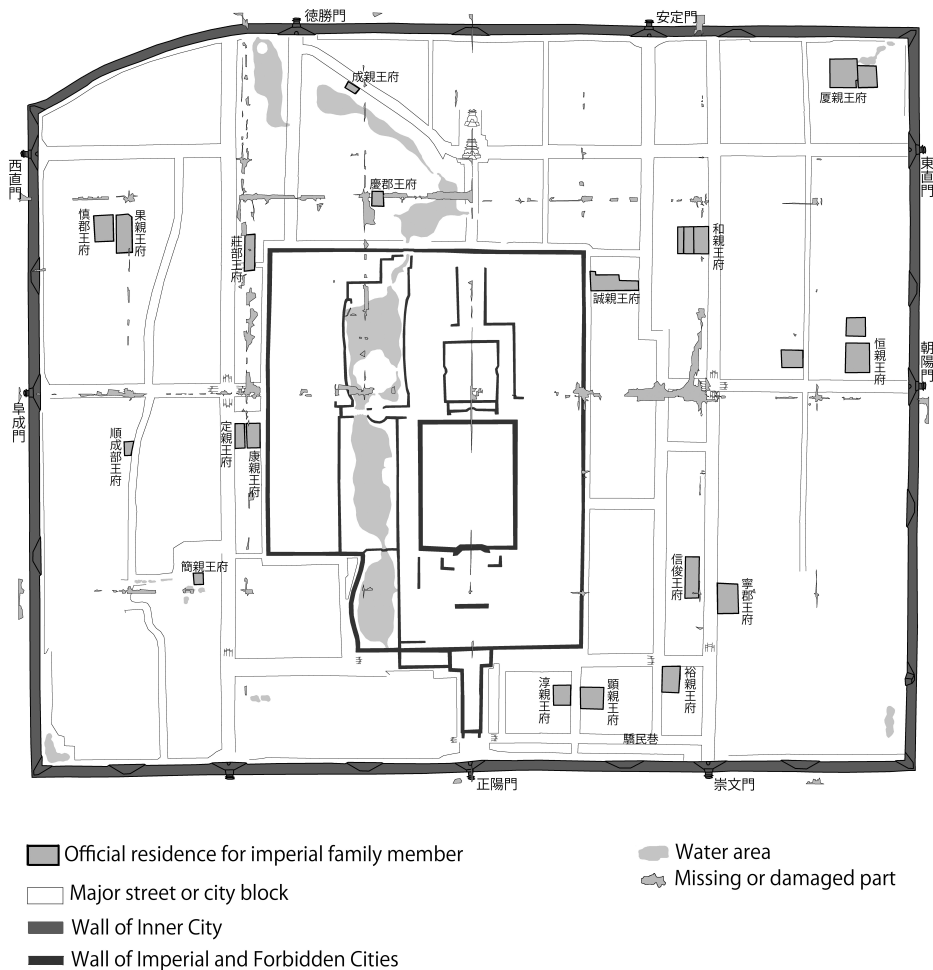 徳勝門
安定門
成親王府
厦親王府
西直門
東直門
慶郡王府
慎郡王府
果親王府
莊部王府
和親王府
誠親王府
恒親王府
朝陽門
阜成門
順成部王府
定親王府
康親王府
簡親王府
信俊王府
寧郡王府
淳親王府
顕親王府
裕親王府
驕民巷
正陽門
崇文門
Official residence for imperial family member
Major street or city block
Wall of Inner City
Wall of Imperial and Forbidden Cities
Water area
Missing or damaged part